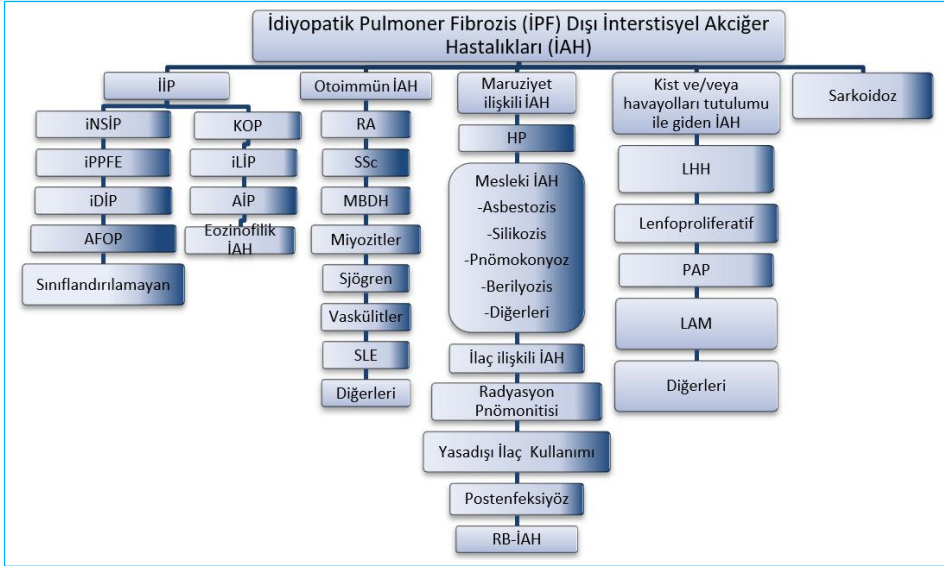 İdiyopatik Pulmoner Fibrozis (İPF) Dışı İnterstisyel Akciğer
Hastalıkları (İAH)
İİP
iNSİP
iPPFE
iDİP
AFOP
Sınıflandırılamayan
KOP
iLİP
AİP
Eozinofilik
İAH
Otoimmün İAH
RA
SSc
MBDH
Miyozitler
Sjögren
Vaskülitler
SLE
Diğerleri
Maruziyet
ilişkili İAH
HP
Mesleki İAH
-Asbestozis
-Silikozis
-Pnömokonyoz
-Berilyozis
-Diğerleri
İlaç ilişkili İAH
Radyasyon
Pnömonitisi
Yasadışı İlaç Kullanımı
Postenfeksiyöz
RB-İAH
Kist ve/veya
havayolları tutulumu
ile giden İAH
LHH
Lenfoproliferatif
PAP
LAM
Diğerleri
Sarkoidoz